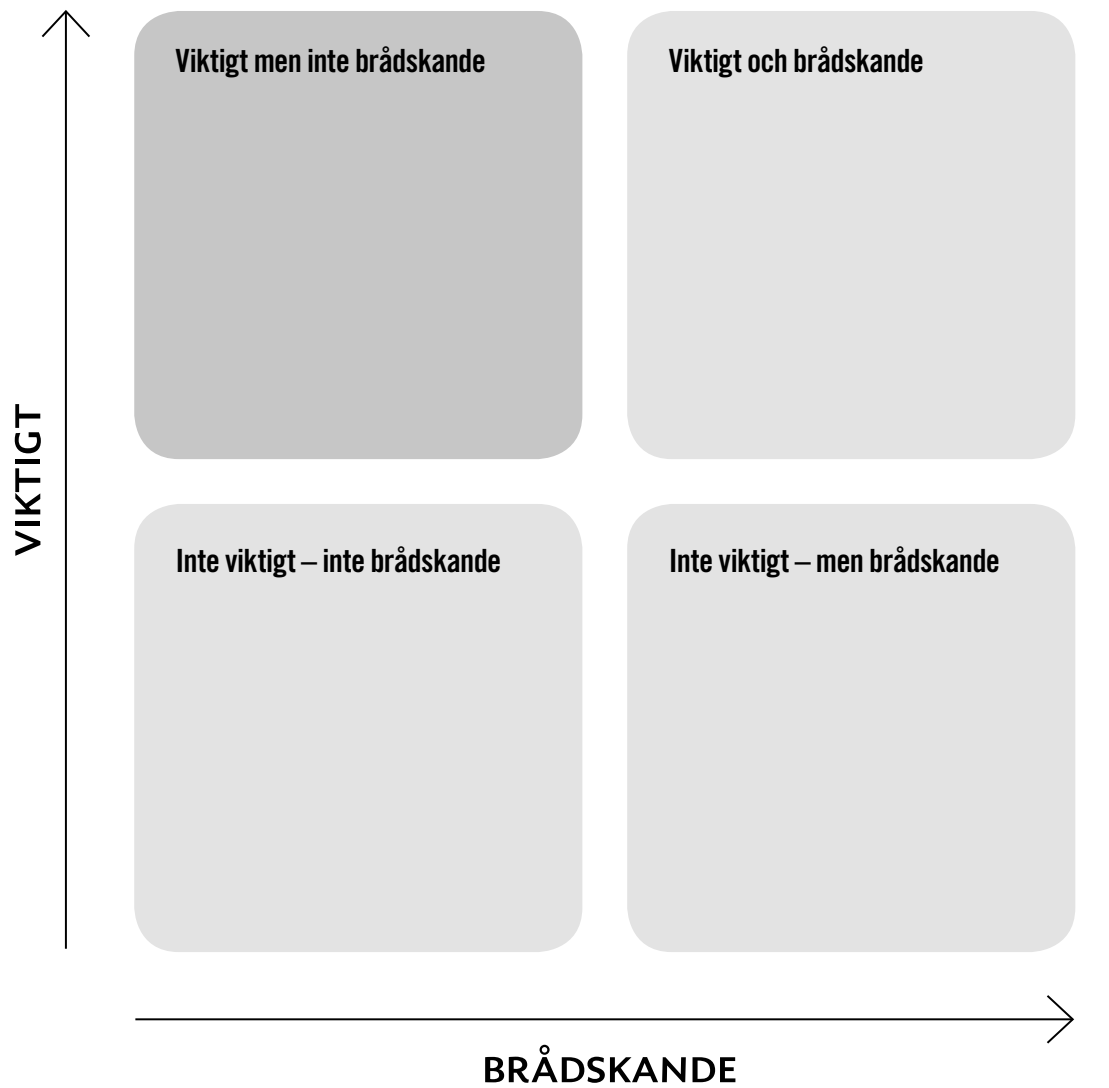 Viktigt men inte brådskande
Viktigt och brådskande
VIKTIGT
Inte viktigt – inte brådskande
Inte viktigt – men brådskande
BRÅDSKANDE